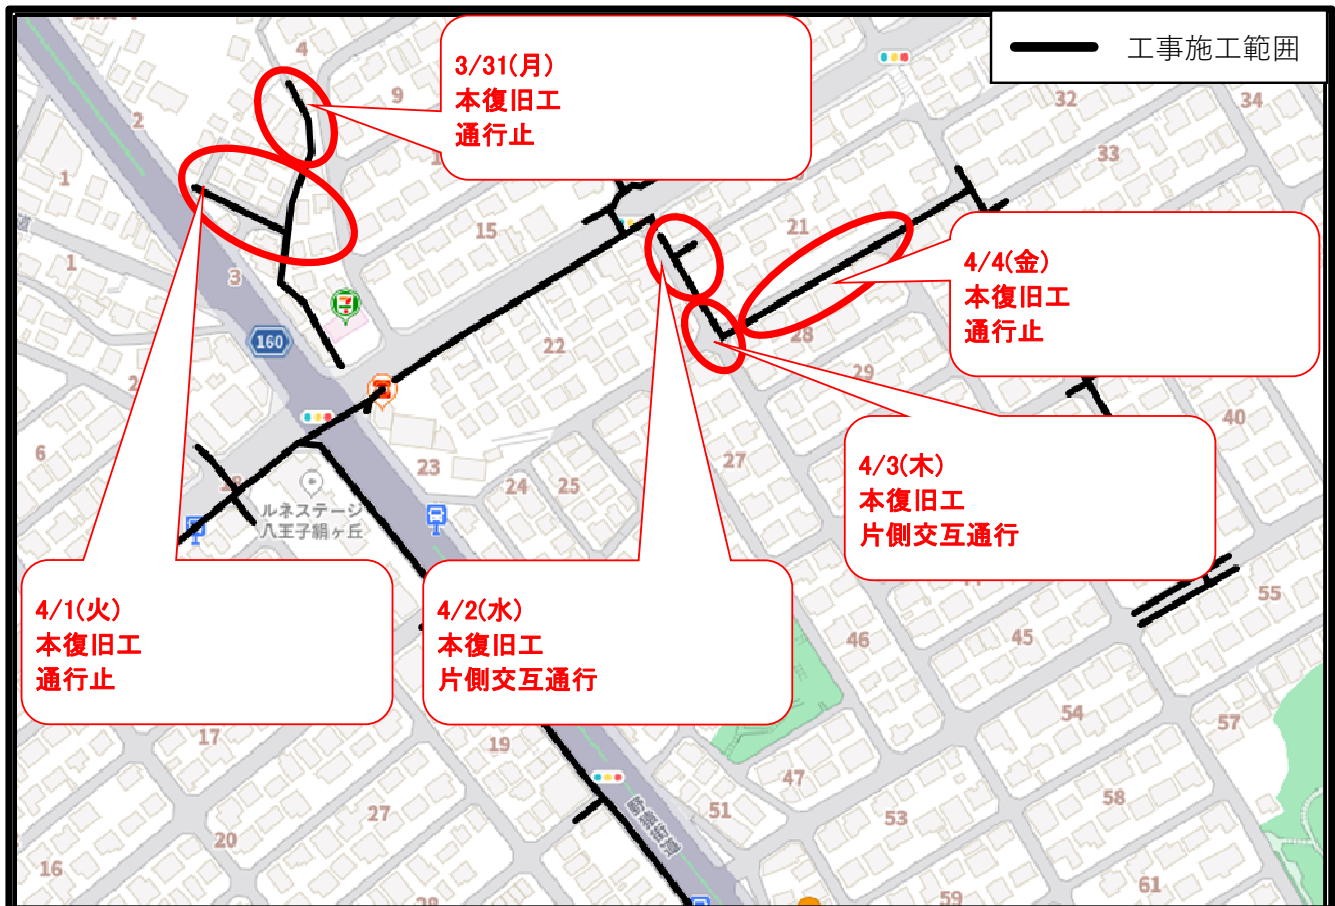 工事施工範囲
3/31(月)
本復旧工
通行止
4/4(金)
本復旧工
通行止
4/3(木)
本復旧工
片側交互通行
4/1(火)
本復旧工
通行止
4/2(水)
本復旧工
片側交互通行
ルネステージ
八王子絹ヶ丘
160
4
9
2
1
1
3
15
21
32
34
33
22
28
29
40
6
23
24
25
27
55
45
46
54
57
17
19
47
51
53
58
27
20
16
59
61